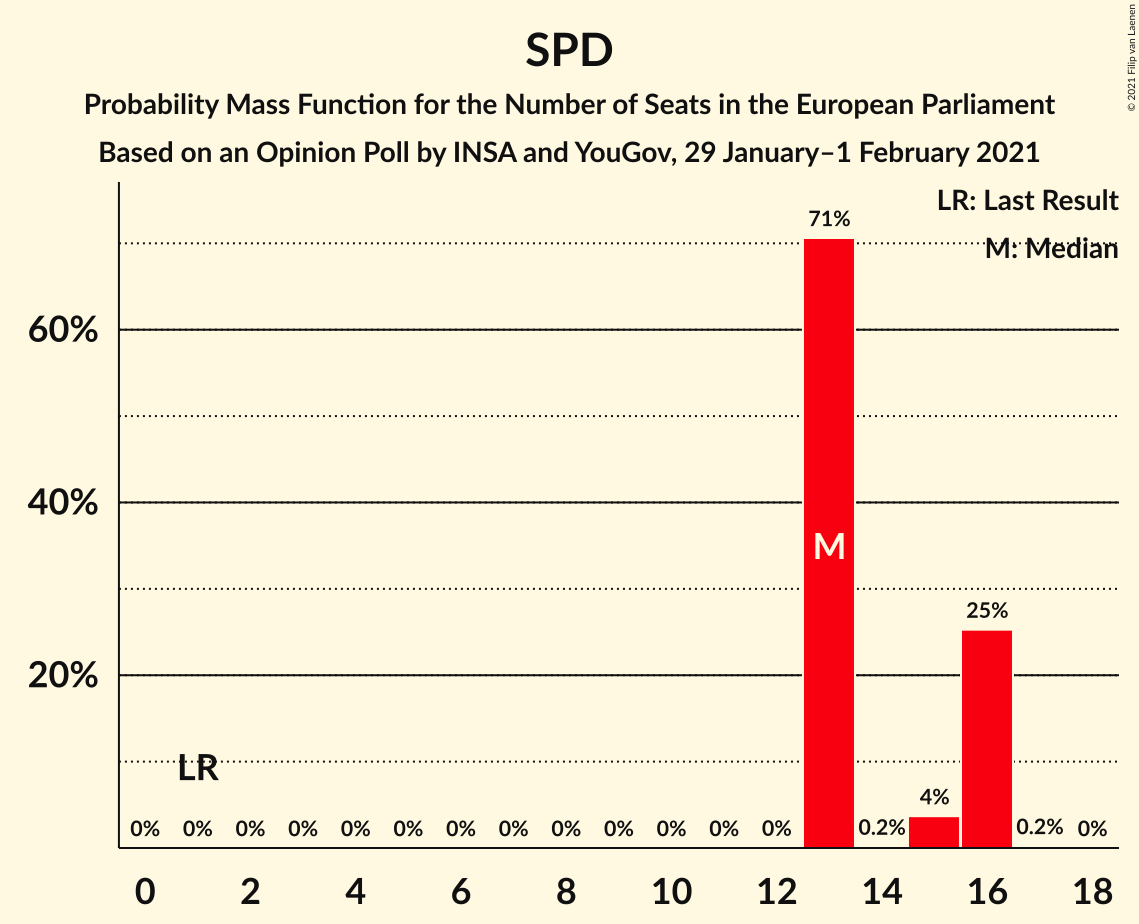 © 2021 Filip van Laenen
SPD
Probability Mass Function for the Number of Seats in the European Parliament
Based on an Opinion Poll by INSA and YouGov, 29 January–1 February 2021
LR: Last Result
M: Median
71%
60%
40%
M
25%
20%
LR
4%
0% 0% 0% 0% 0% 0% 0% 0% 0% 0% 0% 0% 0% 0.2% 0.2% 0%
0 2 4 6 8 10 12 14 16 18